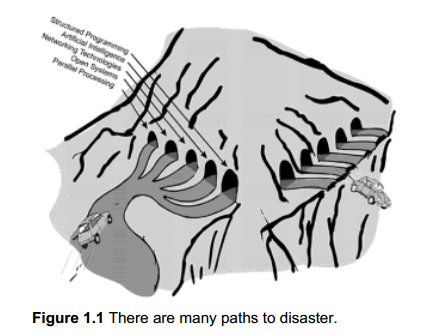 Structured Programming
Artificial Intelligence
Networking Technologies
Open Systems
Parallel Processing
Figure 1.1 There are many paths to disaster.